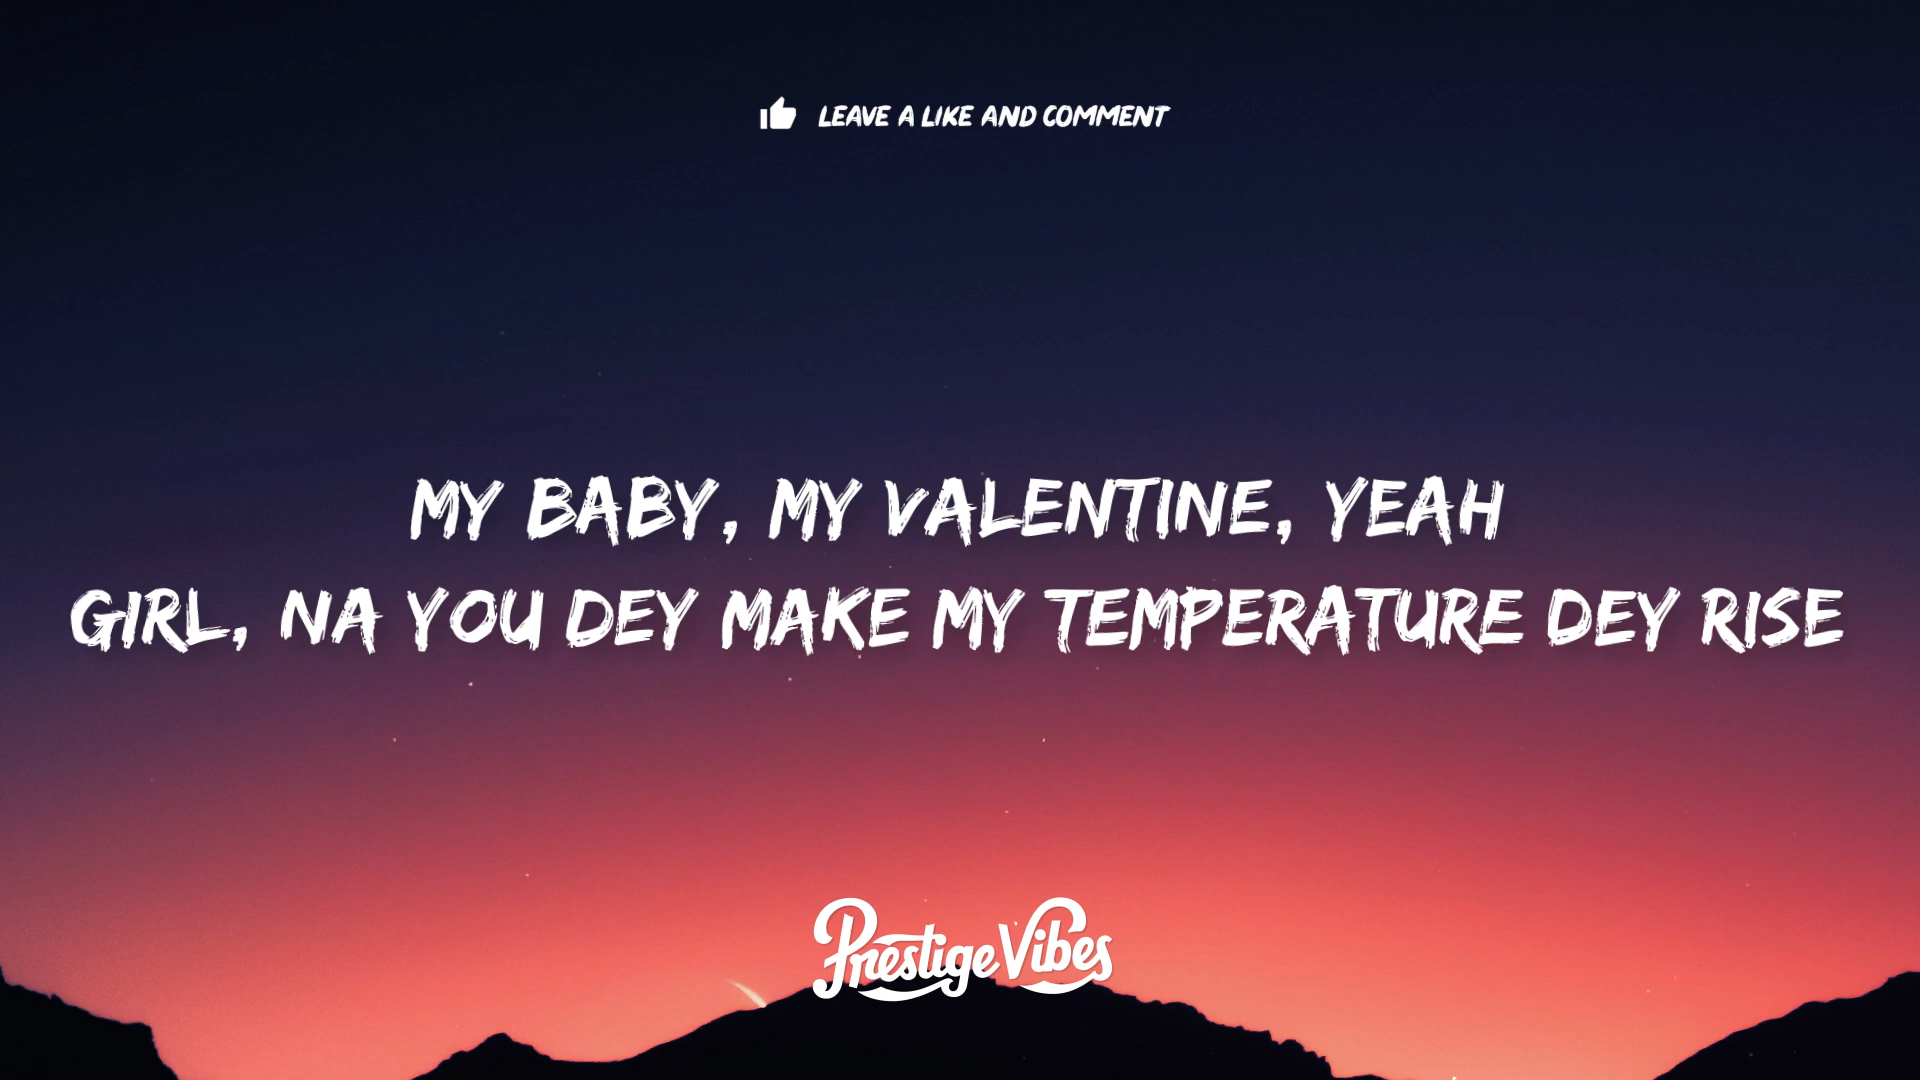 LEAVE A LIKE AND COMMENT
MY BABY, MY VALENTINE, YEAH
GIRL, NA YOU DEY MAKE MY TEMPERATURE DEY RISE
Prestige Vibes